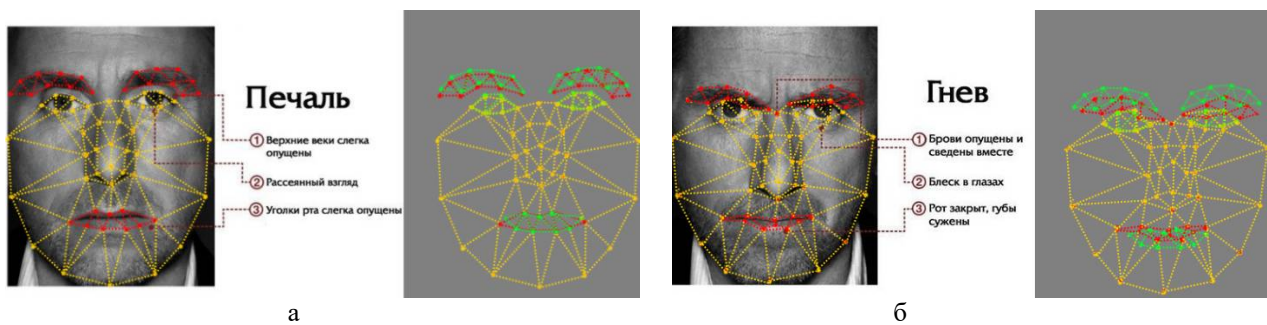 Печаль
1 Верхние веки слегка
опущены
2 Рассеянный взгляд
3 Уголки рта слегка опущены
а
Гнев
1 Брови опущены и
сведены вместе
2 Блеск в глазах
3 Рот закрыт, губы
сужены
б